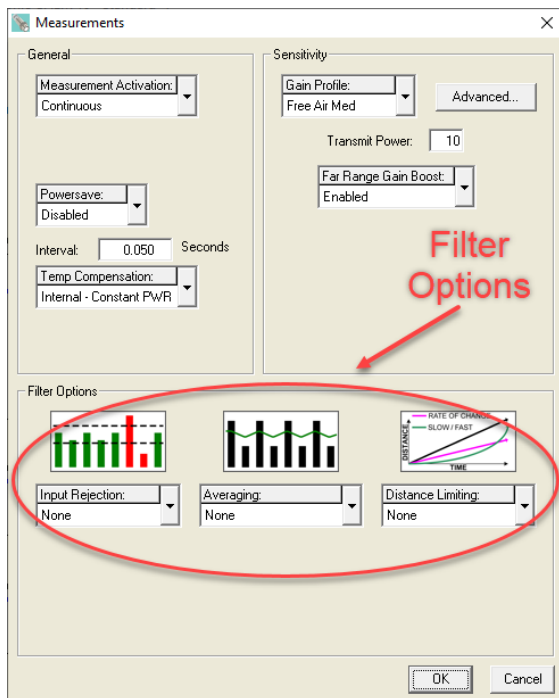 Measurements
General
Measurement Activation:
Continuous
Powersave:
Disabled
Interval: 0.050 Seconds
Temp Compensation:
Internal - Constant PWR
Sensitivity
Gain Profile:
Free Air Med
Advanced...
Transmit Power: 10
Far Range Gain Boost:
Enabled
Filter
Options
Filter Options
Input Rejection:
None
Averaging:
None
DISTANCE
RATE OF CHANGE
SLOW / FAST
TIME
Distance Limiting:
None
OK
Cancel